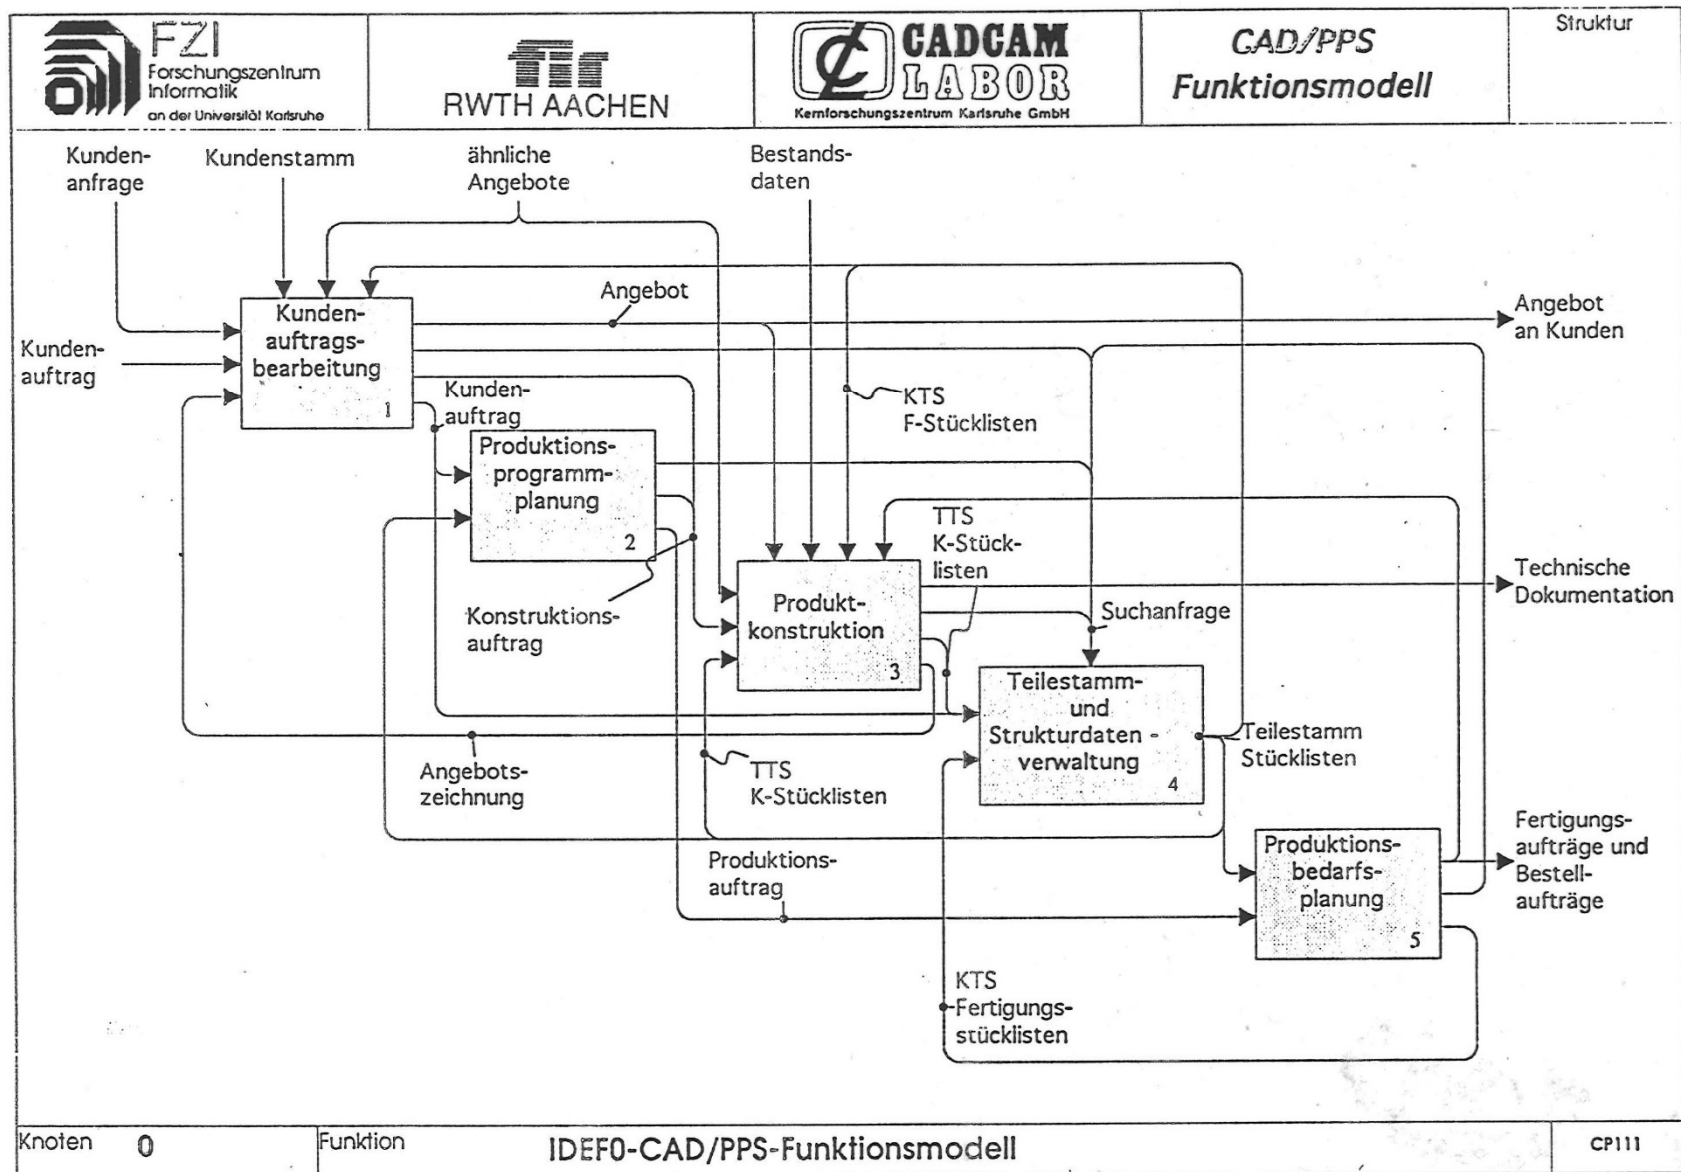 FZI
Forschungszentrum
Informatik
an der Universität Karlsruhe
fir
RWTH AACHEN
CADCAM
LABOR
Kernforschungszentrum Karlsruhe GmbH
CAD/PPS
Funktionsmodell
Struktur
Kunden-
anfrage
Kundenstamm
ähnliche
Angebote
Bestands-
daten
Angebot
Angebot
an Kunden
Kunden-
auftrag
Kunden-
auftrags-
bearbeitung
1
Kunden-
auftrag
KTS
F-Stücklisten
Produktions-
programm-
planung
2
TTS
K-Stück-
listen
Konstruktions-
auftrag
Produkt-
konstruktion
3
Technische
Dokumentation
Suchanfrage
Teilestamm-
und
Strukturdaten -
verwaltung
4
Teilestamm
Stücklisten
Angebots-
zeichnung
TTS
K-Stücklisten
Produktions-
auftrag
Produktions-
bedarfs-
planung
5
Fertigungs-
aufträge und
Bestell-
aufträge
KTS
Fertigungs-
stücklisten
Knoten 0
Funktion
IDEF0-CAD/PPS-Funktionsmodell
CP111